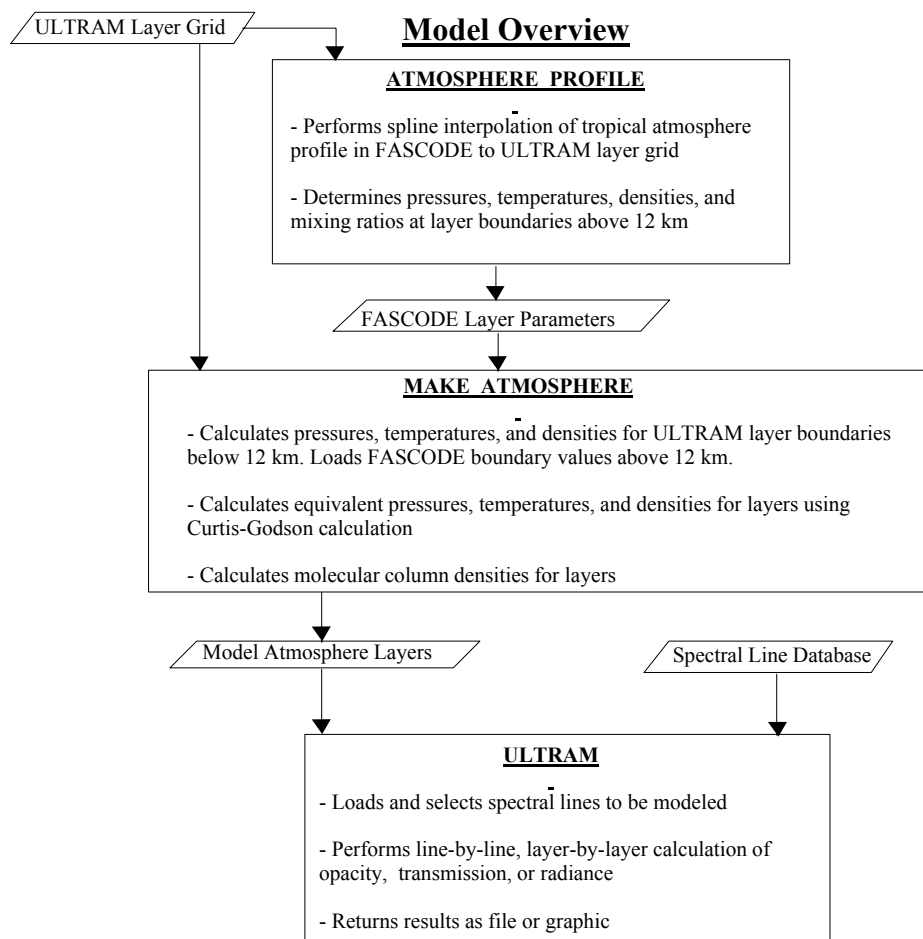 ULTRAM Layer Grid
Model Overview
ATMOSPHERE PROFILE
- Performs spline interpolation of tropical atmosphere
profile in FASCODE to ULTRAM layer grid
- Determines pressures, temperatures, densities, and
mixing ratios at layer boundaries above 12 km
FASCODE Layer Parameters
MAKE ATMOSPHERE
- Calculates pressures, temperatures, and densities for ULTRAM layer boundaries
below 12 km. Loads FASCODE boundary values above 12 km.
- Calculates equivalent pressures, temperatures, and densities for layers using
Curtis-Godson calculation
- Calculates molecular column densities for layers
Model Atmosphere Layers
Spectral Line Database
ULTRAM
- Loads and selects spectral lines to be modeled
- Performs line-by-line, layer-by-layer calculation of
opacity, transmission, or radiance
- Returns results as file or graphic